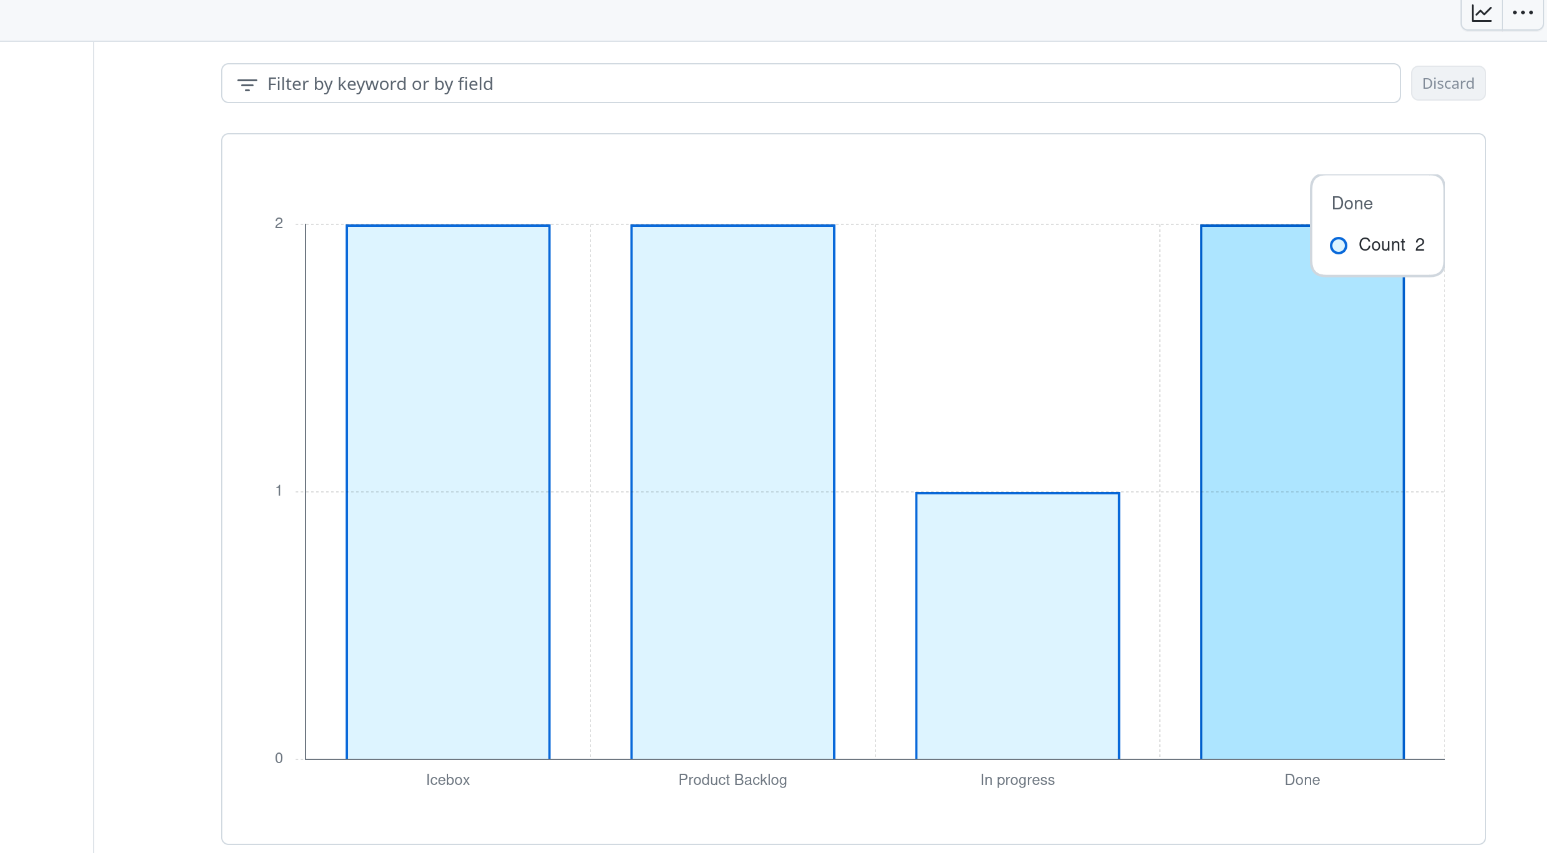 Filter by keyword or by field
Discard
Done
Count 2
2
1
0
Icebox
Product Backlog
In progress
Done